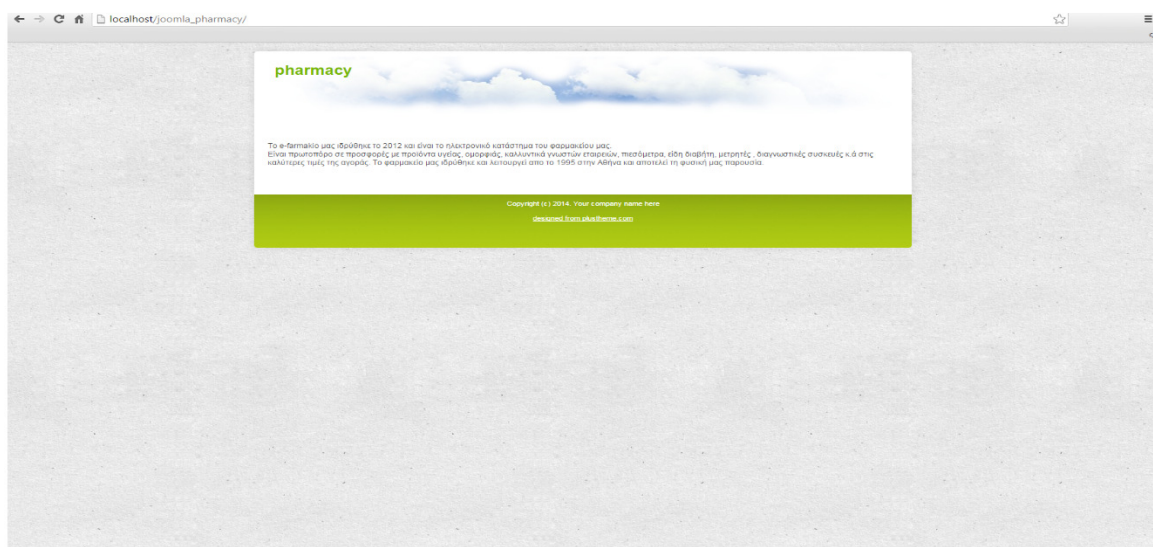 localhost/joomla_pharmacy/
pharmacy
Το e-farmakio μας ιδρύθηκε το 2012 και είναι το ηλεκτρονικό κατάστημα του φαρμακείου μας.
Είναι πρωτοπόρο σε προσφορές με προϊόντα υγείας, ομορφιάς, καλλυντικά γνωστών εταιρειών, πιεσόμετρα, είδη διαβήτη, μετρητές , διαγνωστικές συσκευές κ.ά στις
καλύτερες τιμές της αγοράς. Το φαρμακείο μας ιδρύθηκε και λειτουργεί απο το 1995 στην Αθήνα και αποτελεί τη φυσική μας παρουσία.
Copyright (c) 2014. Your company name here
designed from plustheme.com